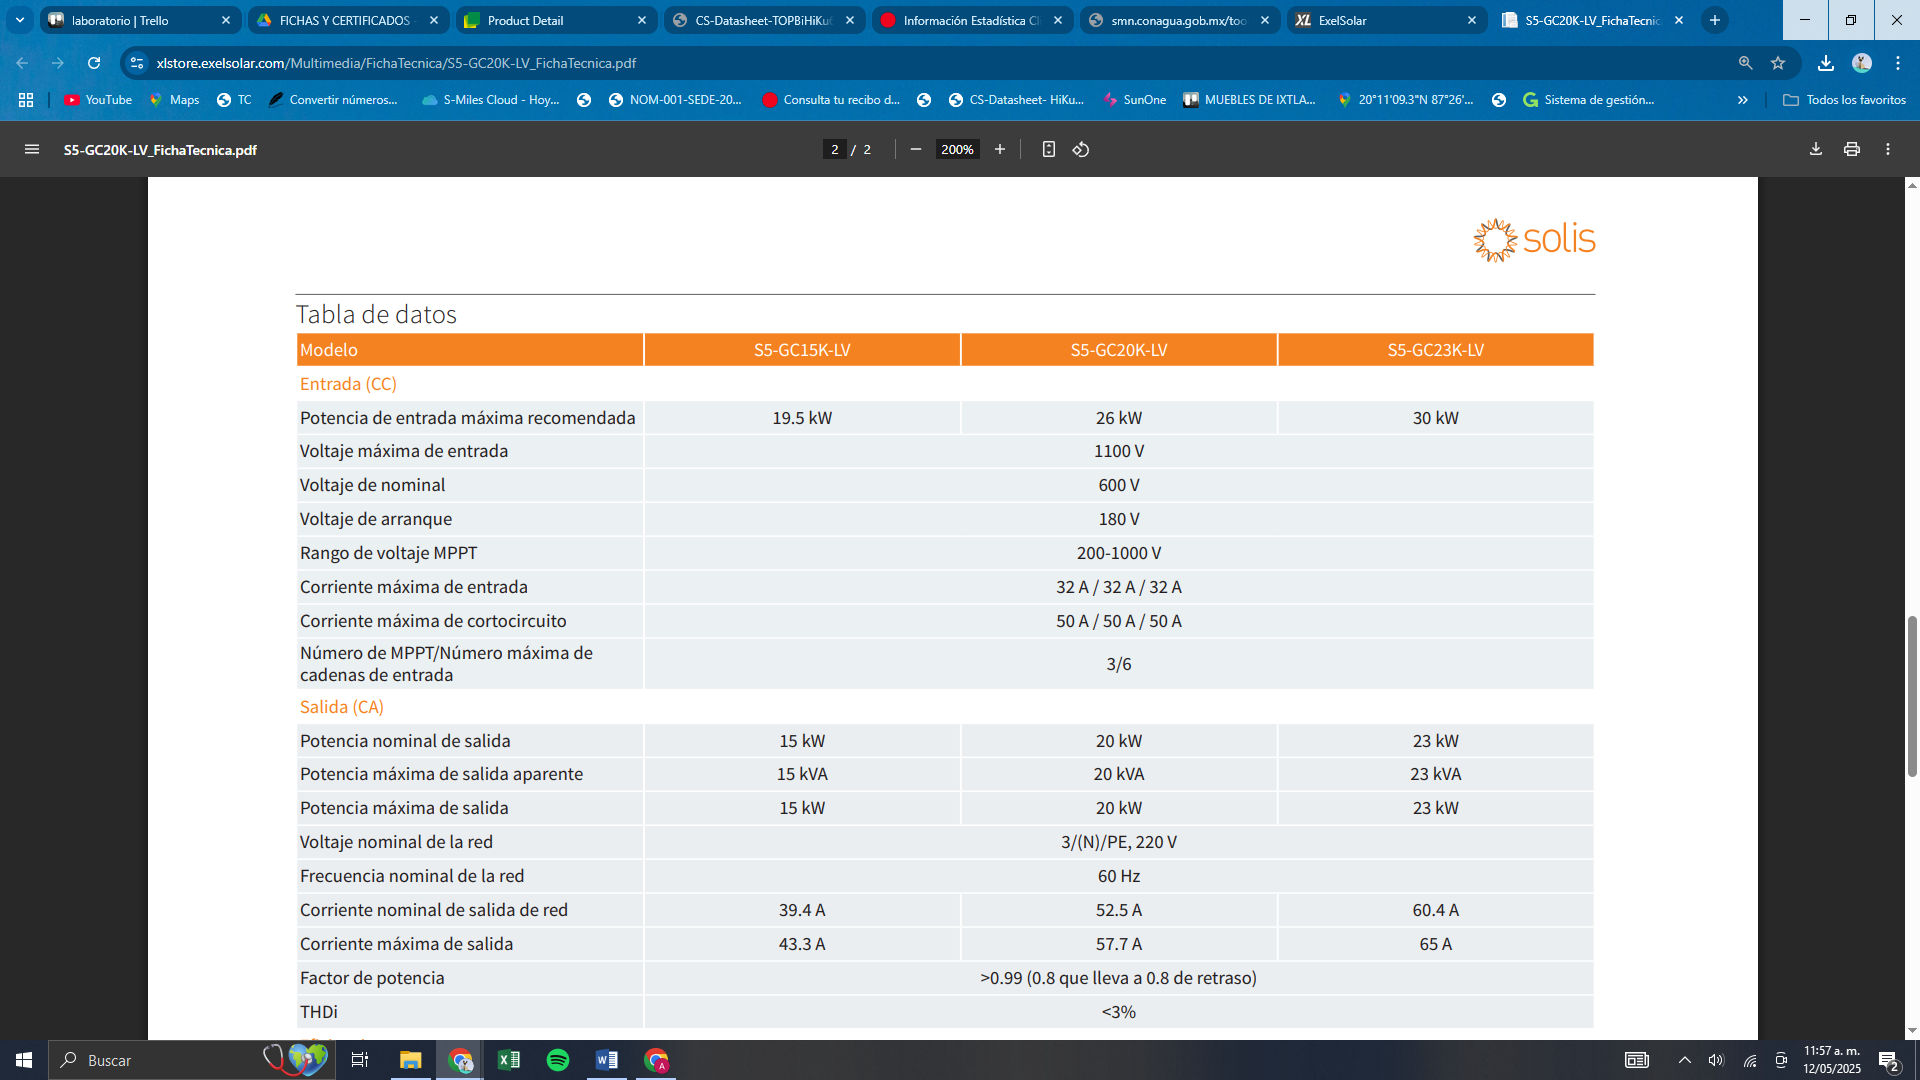 laboratorio | Trello
FICHAS Y CERTIFICADOS
Product Detail
CS-Datasheet-TOPBiHiKu
Información Estadística Cl
smn.conagua.gob.mx/too
XL ExelSolar
S5-GC20K-LV_FichaTecnic
xlstore.exelsolar.com/Multimedia/FichaTecnica/S5-GC20K-LV_FichaTecnica.pdf
YouTube
Maps
TC
Convertir números...
S-Miles Cloud - Hoy...
NOM-001-SEDE-20...
Consulta tu recibo d...
CS-Datasheet- HiKu...
SunOne
MUEBLES DE IXTLA...
20°11'09.3"N 87°26'...
Sistema de gestión...
Todos los favoritos
S5-GC20K-LV_FichaTecnica.pdf
2 / 2
200%
solis
Tabla de datos
Modelo S5-GC15K-LV S5-GC20K-LV S5-GC23K-LV
Entrada (CC)
Potencia de entrada máxima recomendada 19.5 kW 26 kW 30 kW
Voltaje máxima de entrada 1100 V
Voltaje de nominal 600 V
Voltaje de arranque 180 V
Rango de voltaje MPPT 200-1000 V
Corriente máxima de entrada 32 A / 32 A / 32 A
Corriente máxima de cortocircuito 50 A / 50 A / 50 A
Número de MPPT/Número máxima de
cadenas de entrada 3/6
Salida (CA)
Potencia nominal de salida 15 kW 20 kW 23 kW
Potencia máxima de salida aparente 15 kVA 20 kVA 23 kVA
Potencia máxima de salida 15 kW 20 kW 23 kW
Voltaje nominal de la red 3/(N)/PE, 220 V
Frecuencia nominal de la red 60 Hz
Corriente nominal de salida de red 39.4 A 52.5 A 60.4 A
Corriente máxima de salida 43.3 A 57.7 A 65 A
Factor de potencia >0.99 (0.8 que lleva a 0.8 de retraso)
THDi <3%
Buscar
11:57 a. m.
12/05/2025
2